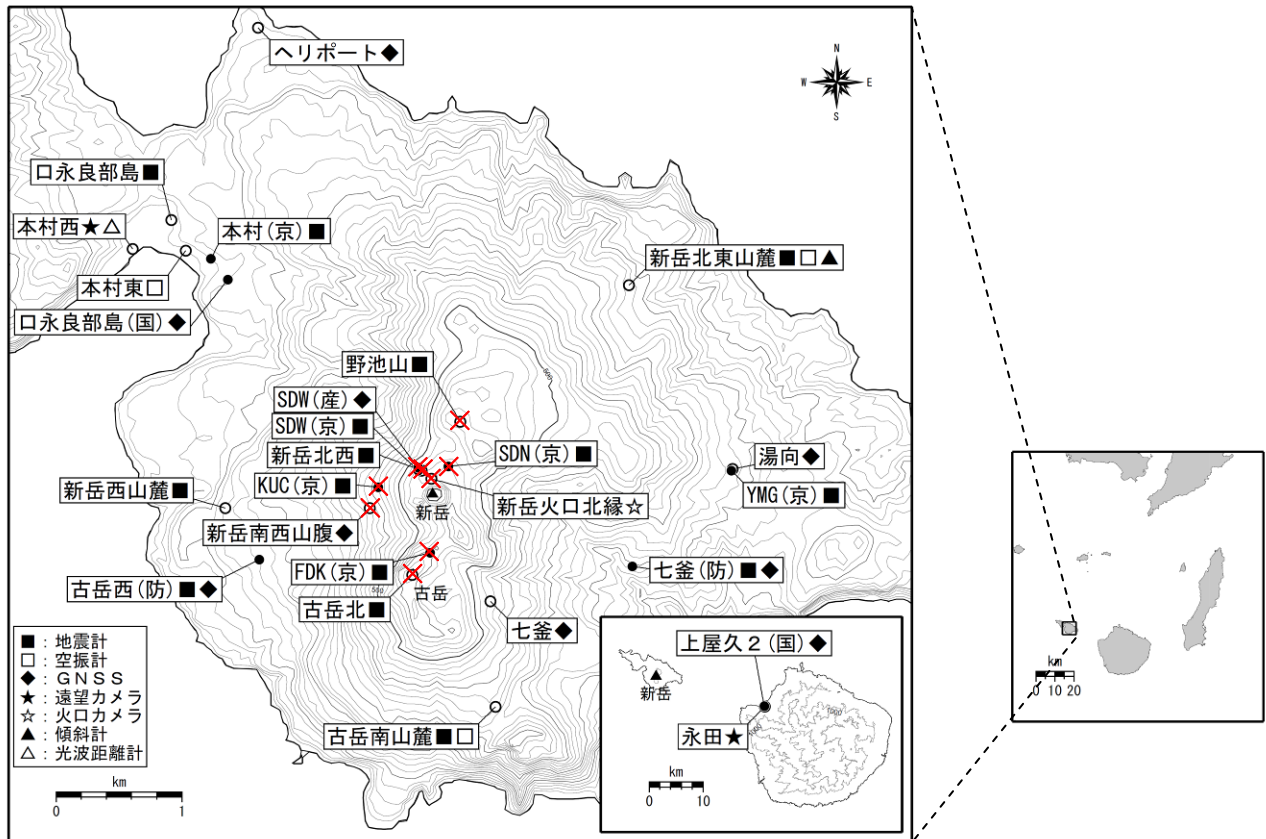 ヘリポート◆
N
W
E
S
口永良部島■
本村西★△
本村(京)■
本村東□
口永良部島(国)◆
新岳北東山麓■□▲
野池山■
500
SDW(産)◆
SDW(京)■
新岳北西■
SDN(京)■
KUC(京)■
新岳西山麓■
新岳火口北縁☆
新岳
湯向◆
YMG(京)■
新岳南西山腹◆
FDK(京)■
古岳西(防)■◆
古岳北■
古岳
500
七釜(防)■◆
七釜◆
古岳南山麓■□
■:地震計
□:空振計
◆:GNSS
★:遠望カメラ
☆:火口カメラ
▲:傾斜計
△:光波距離計
km
0 1
上屋久2(国)◆
新岳
永田★
1000
km
0 10
km
0 10 20